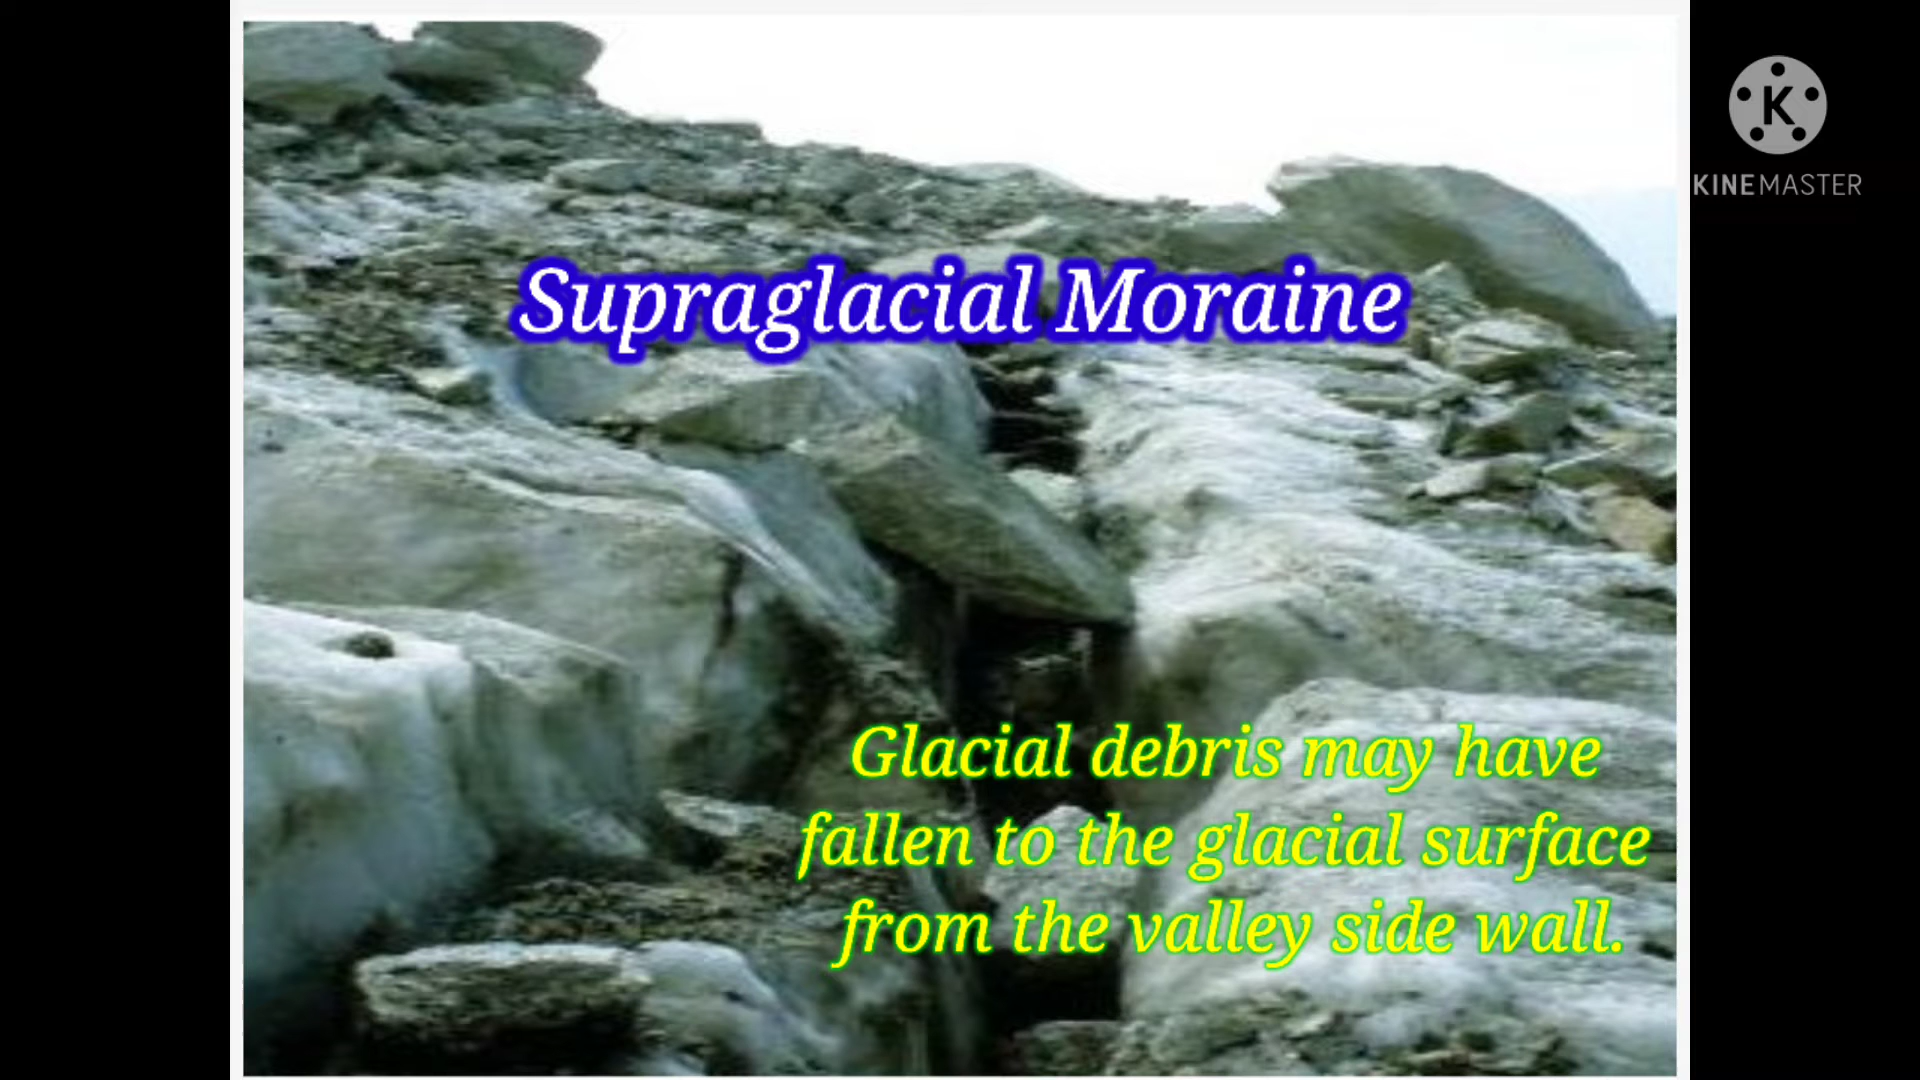 Supraglacial Moraine
Glacial debris may have
fallen to the glacial surface
from the valley side wall.
K
KINEMASTER